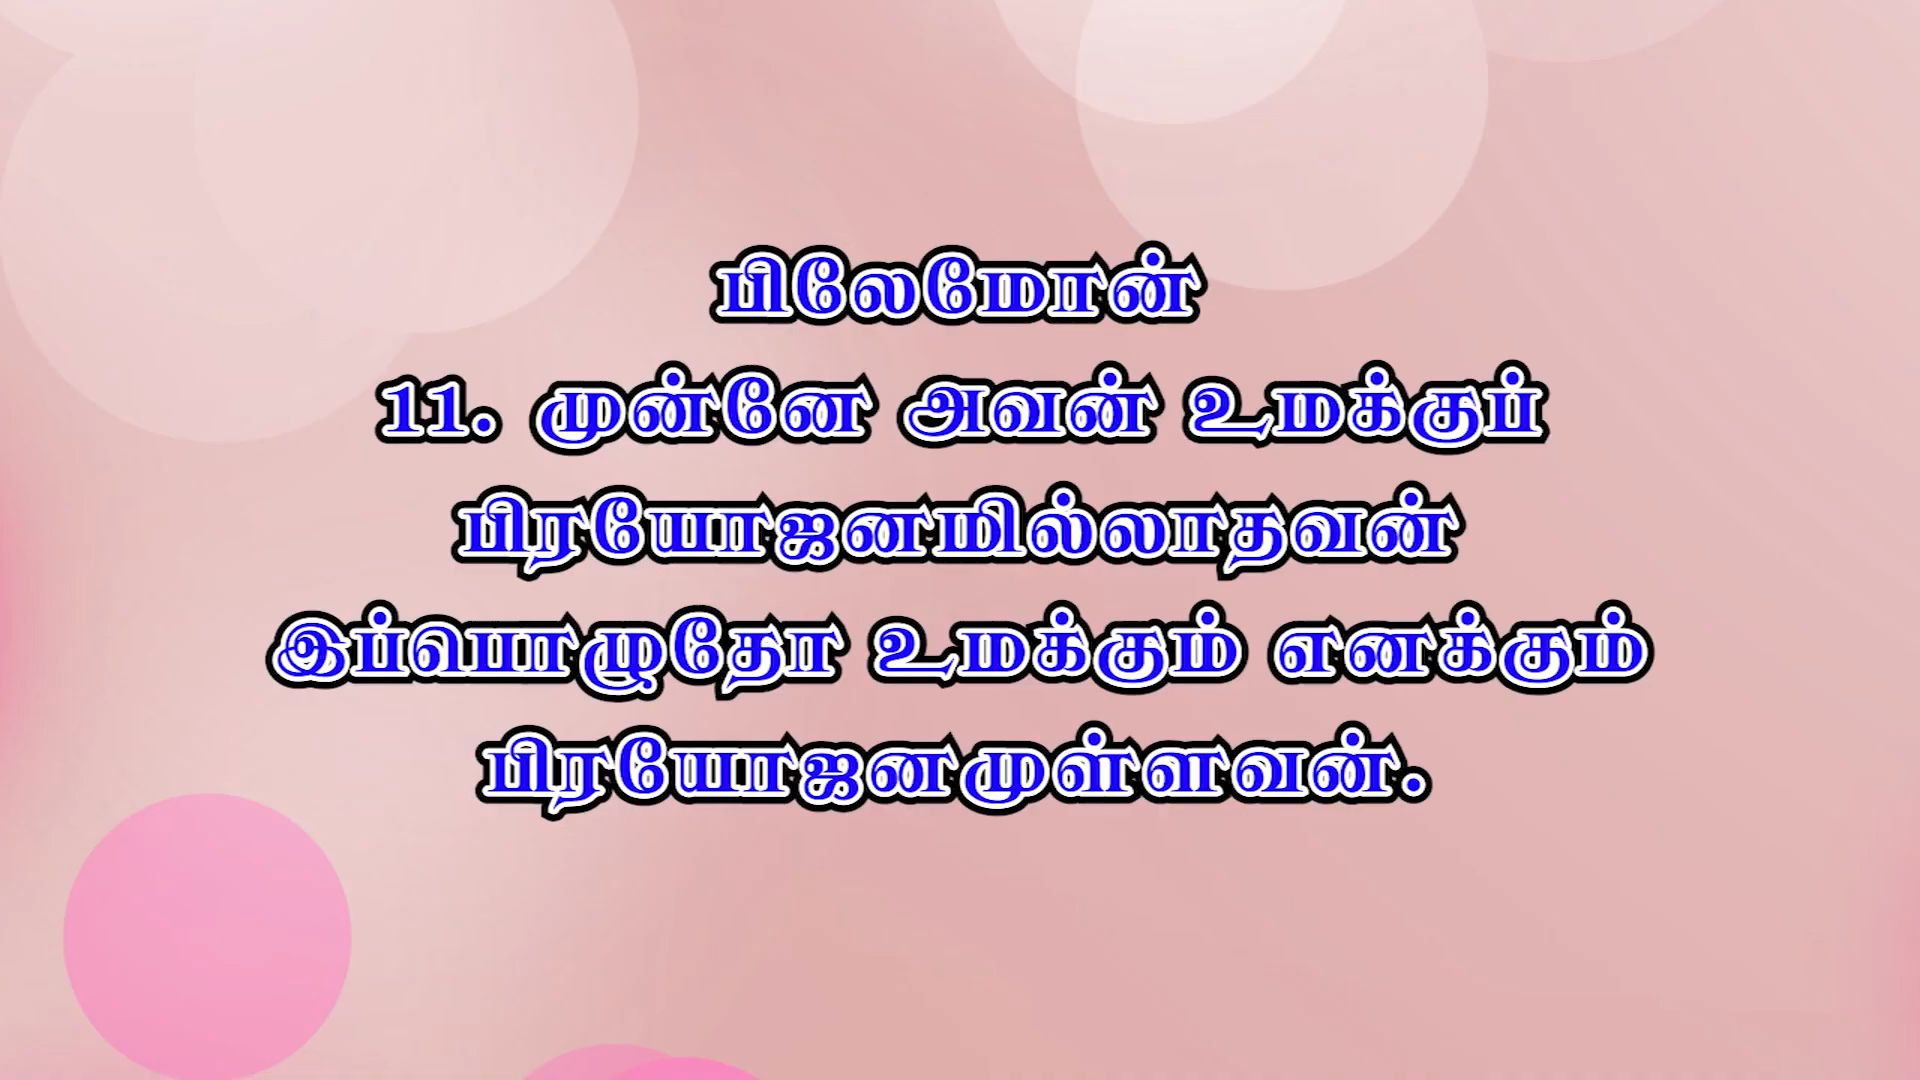 பிலேமோன்
11. முன்னே அவன் உமக்குப்
பிரயோஜனமில்லாதவன்
இப்பொழுதோ உமக்கும் எனக்கும்
பிரயோஜனமுள்ளவன்.